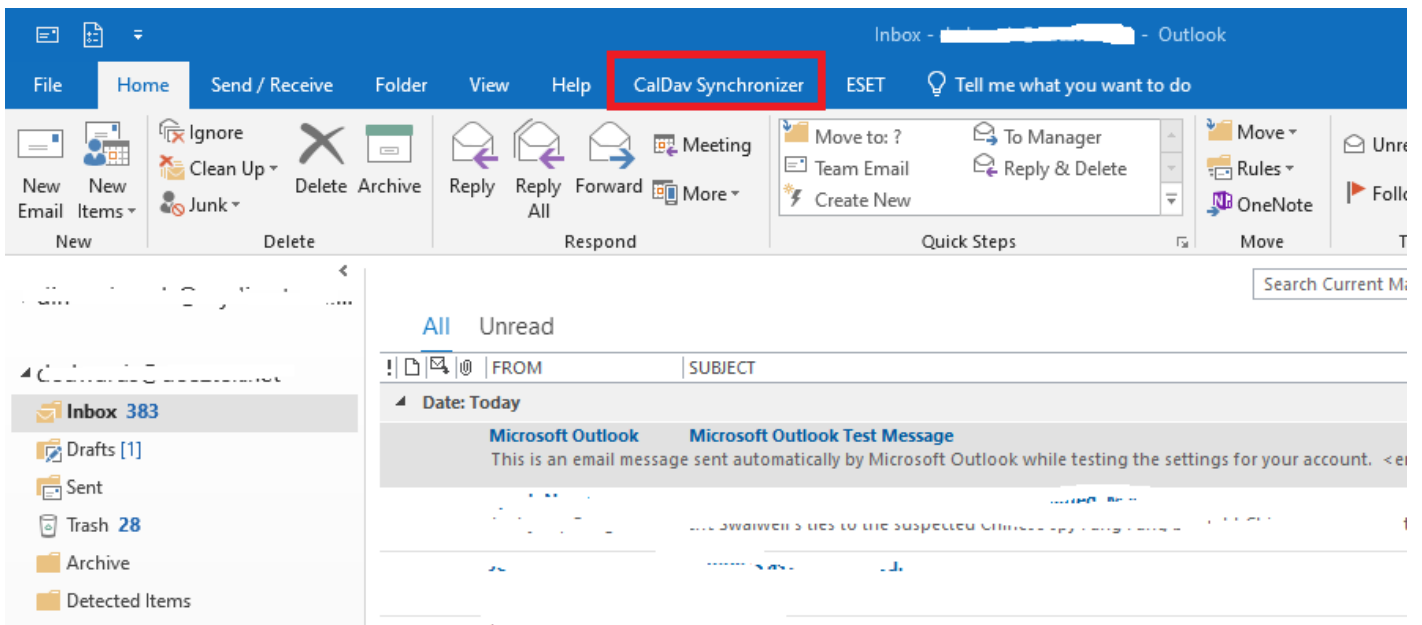 Inbox - - Outlook
File Home Send / Receive Folder View Help CalDav Synchronizer ESET Tell me what you want to do
Ignore
Clean Up
Junk
Delete Archive
New Email
New Items
Reply Reply All Forward
Meeting
More
Move to: ?
Team Email
Create New
To Manager
Reply & Delete
Move
Rules
OneNote
New Delete Respond Quick Steps Move
Search Current
All Unread
! FROM SUBJECT
Date: Today
Microsoft Outlook Microsoft Outlook Test Message
This is an email message sent automatically by Microsoft Outlook while testing the settings for your account.
ties to the suspected
Inbox 383
Drafts [1]
Sent
Trash 28
Archive
Detected Items